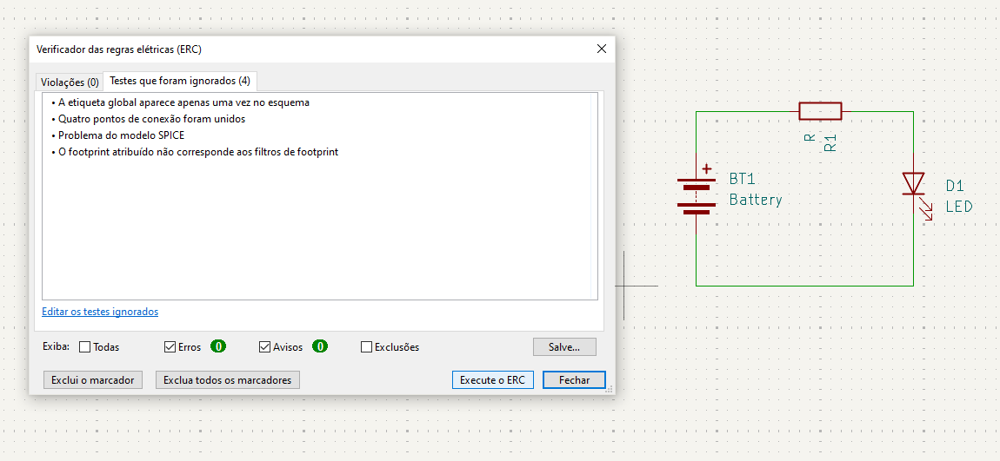 Verificador das regras elétricas (ERC)
Violações (0)
Testes que foram ignorados (4)
• A etiqueta global aparece apenas uma vez no esquema
• Quatro pontos de conexão foram unidos
• Problema do modelo SPICE
• O footprint atribuído não corresponde aos filtros de footprint
Editar os testes ignorados
Exiba: Todas Erros 0 Avisos 0 Exclusões Salve...
Exclui o marcador Exclua todos os marcadores Execute o ERC Fechar
R
R1
+
BT1
Battery
D1
LED